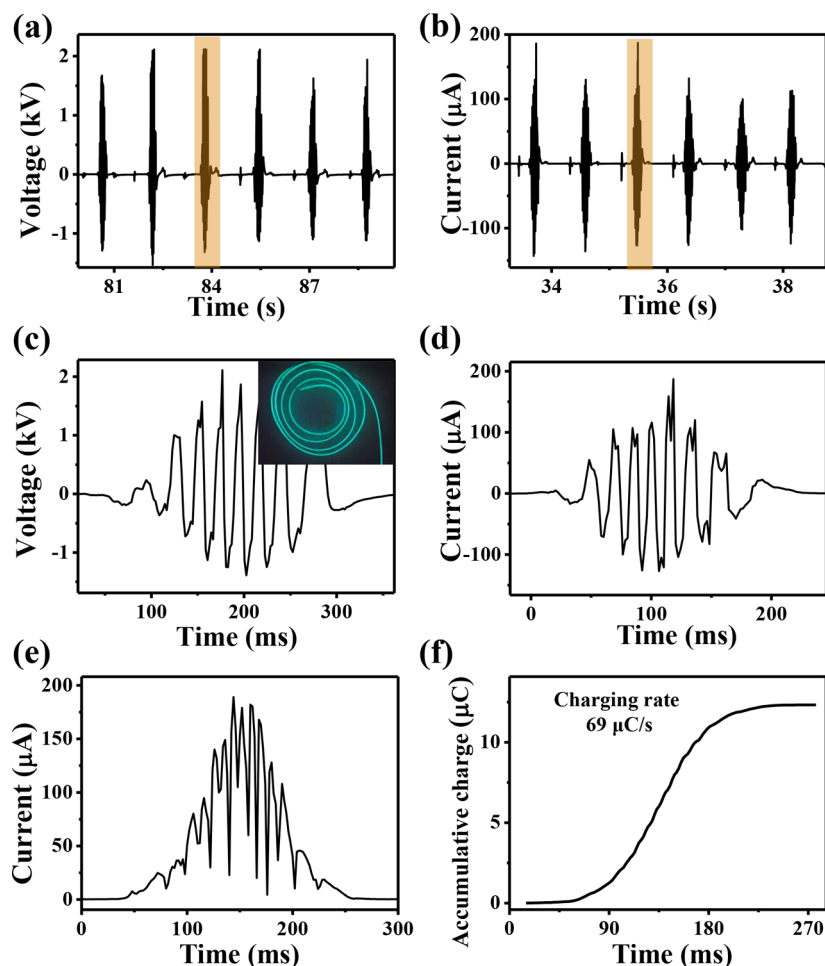 (a)
Voltage (kV)
2
1
0
-1
81
84
87
Time (s)
(b)
Current (μA)
200
100
0
-100
34
36
38
Time (s)
(c)
Voltage (kV)
2
1
0
-1
100
200
300
Time (ms)
(d)
Current (μA)
200
100
0
-100
0
100
200
Time (ms)
(e)
Current (μA)
200
150
100
50
0
0
100
200
300
Time (ms)
(f)
Accumulative charge (μC)
12
6
0
Charging rate
69 μC/s
0
90
180
270
Time (ms)